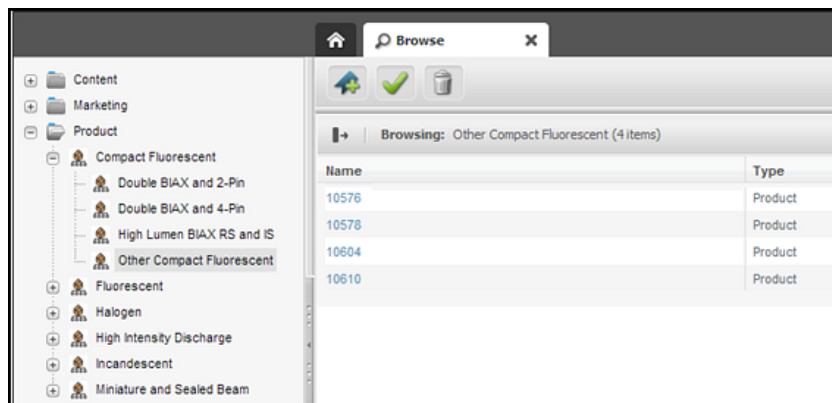 Browse
Content
Marketing
Product
Compact Fluorescent
Double BIAX and 2-Pin
Double BIAX and 4-Pin
High Lumen BIAX RS and IS
Other Compact Fluorescent
Fluorescent
Halogen
High Intensity Discharge
Incandescent
Miniature and Sealed Beam
Browsing: Other Compact Fluorescent (4 items)
Name Type
10576 Product
10578 Product
10604 Product
10610 Product